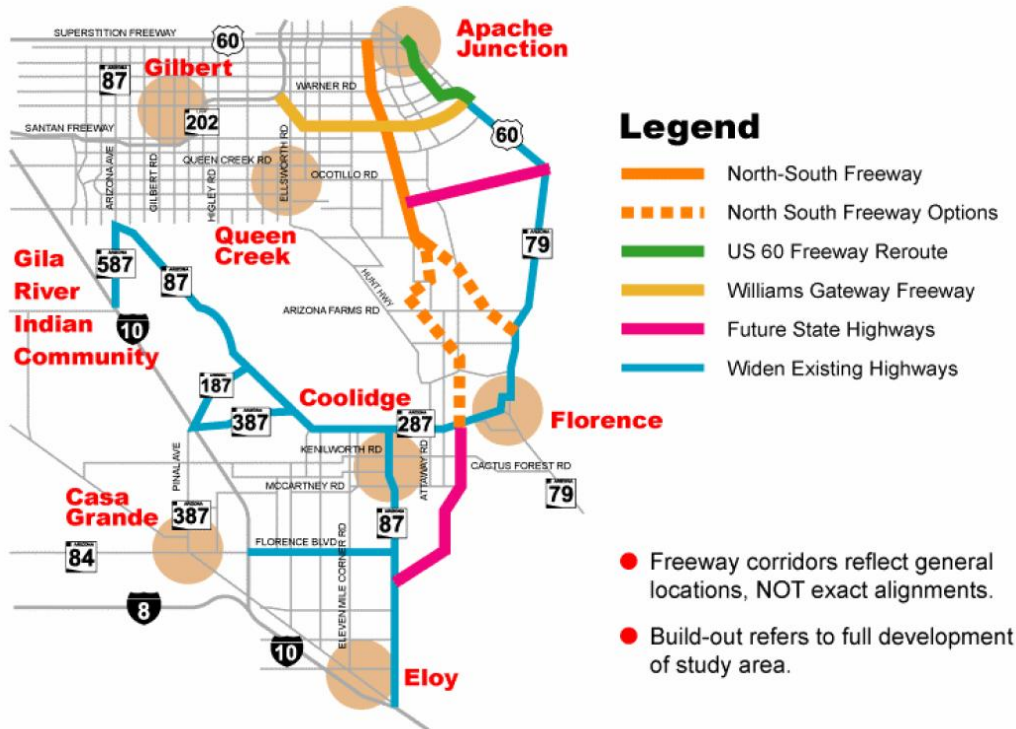 SUPERSTITION FREEWAY
60
Apache
Junction
Gilbert
87
WARNER RD
202
SANTAN FREEWAY
60
QUEEN CREEK RD
OCOTILLO RD
ARIZONA AVE
GILBERT RD
HIGLEY RD
ELLSWORTH RD
Queen
Creek
79
Gila
River
Indian
Community
587
87
10
HUNT HWY
ARIZONA FARMS RD
187
387
Coolidge
287
Florence
KENILWORTH RD
PINAL AVE
ATTAWAY RD
CACTUS FOREST RD
MCCARTNEY RD
79
Casa
Grande
387
87
84
FLORENCE BLVD
ELEVEN MILE CORNER RD
8
10
Eloy
Legend
North-South Freeway
North South Freeway Options
US 60 Freeway Reroute
Williams Gateway Freeway
Future State Highways
Widen Existing Highways
Freeway corridors reflect general
locations, NOT exact alignments.
Build-out refers to full development
of study area.